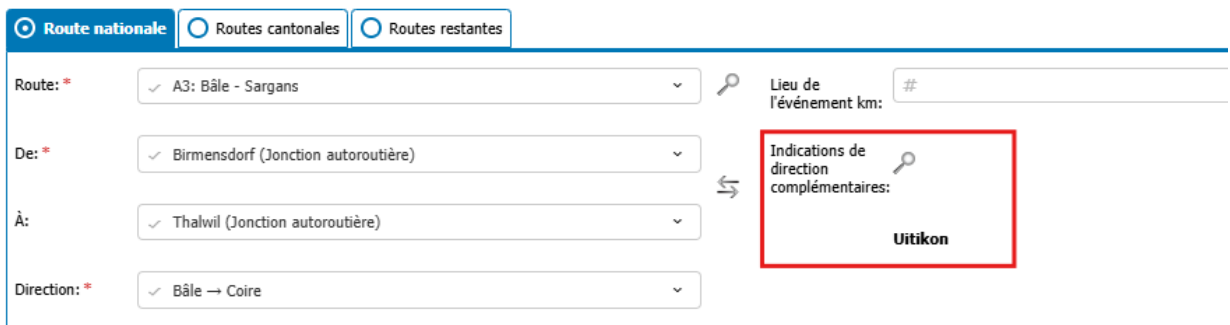 Route nationale Routes cantonales Routes restantes
Route: * A3: Bâle - Sargans
Lieu de
l'événement km: #
De: * Birmensdorf (Jonction autoroutière)
Indications de
direction
complémentaires:
À: Thalwil (Jonction autoroutière)
Uitikon
Direction: * Bâle → Coire